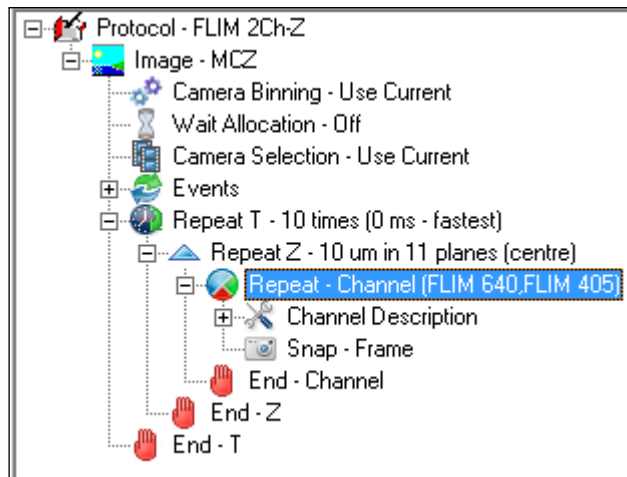 Protocol - FLIM 2Ch-Z
Image - MCZ
Camera Binning - Use Current
Wait Allocation - Off
Camera Selection - Use Current
Events
Repeat T - 10 times (0 ms - fastest)
Repeat Z - 10 um in 11 planes (centre)
Repeat - Channel (FLIM 640,FLIM 405)
Channel Description
Snap - Frame
End - Channel
End - Z
End - T